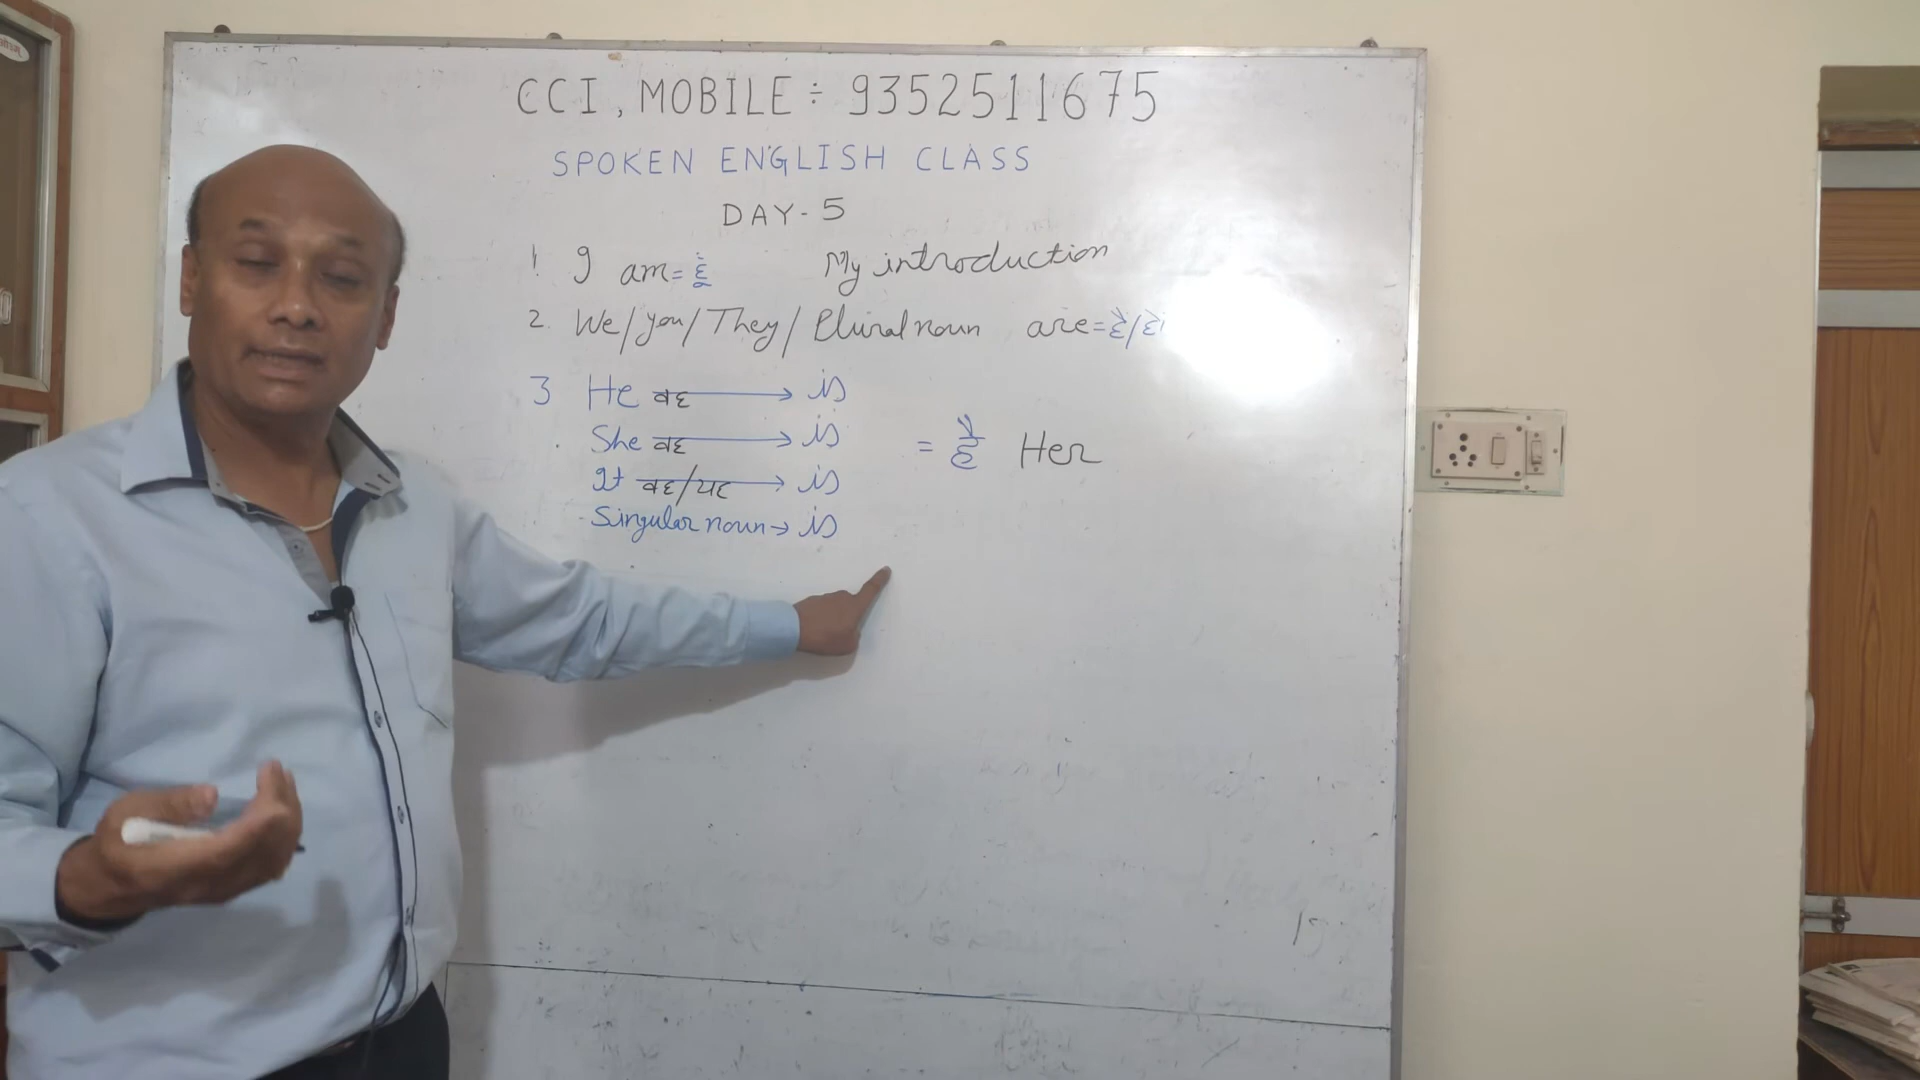 CCI, MOBILE ÷ 9352511675
SPOKEN ENGLISH CLASS
DAY-5
1. I am = हूँ My introduction
2. We/you/They/Plural noun are = हैं/हो
3 He वह → is
She वह → is
It वह/यह → is
Singular noun → is
= है Her